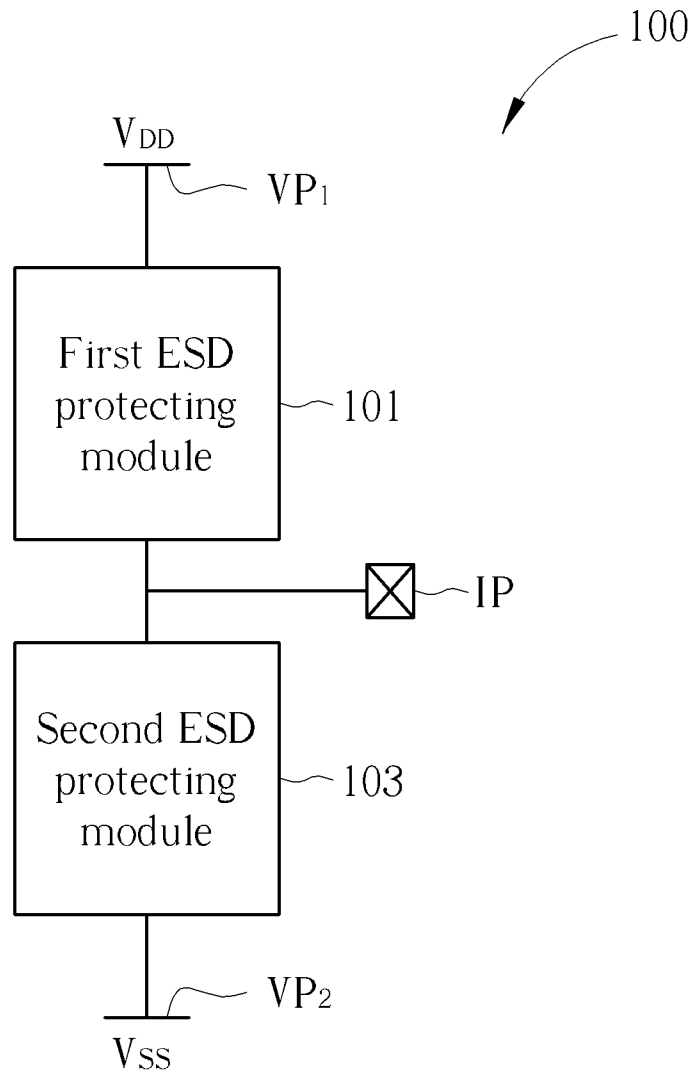 100
VDD
VP1
First ESD
protecting
module
101
IP
Second ESD
protecting
module
103
VP2
VSS